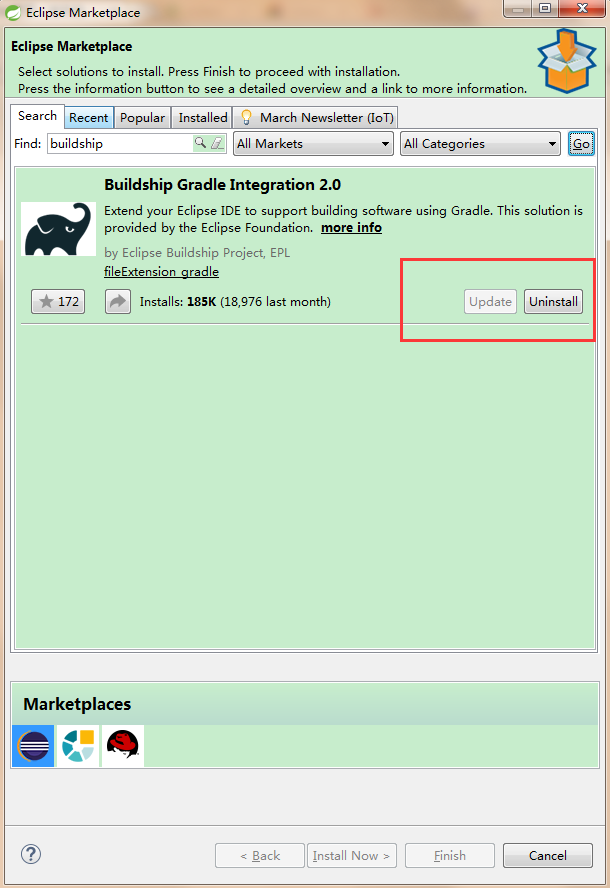 Eclipse Marketplace
Eclipse Marketplace
Select solutions to install. Press Finish to proceed with installation.
Press the information button to see a detailed overview and a link to more information.
Search Recent Popular Installed March Newsletter (IoT)
Find: buildship All Markets All Categories Go
Buildship Gradle Integration 2.0
Extend your Eclipse IDE to support building software using Gradle. This solution is
provided by the Eclipse Foundation. more info
by Eclipse Buildship Project, EPL
fileExtension_gradle
172 Installs: 185K (18,976 last month) Update Uninstall
Marketplaces
? < Back Install Now > Finish Cancel